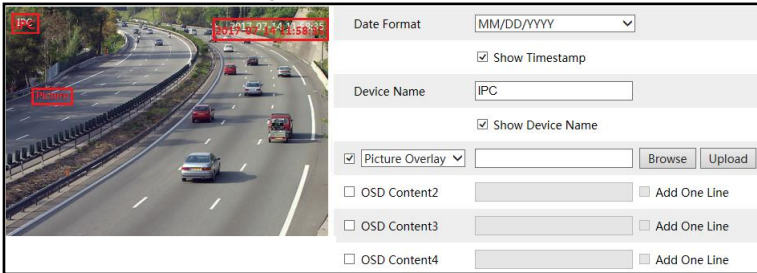 IPC
2017-07-14 11:58:35
Picture1
Date Format MM/DD/YYYY
Show Timestamp
Device Name IPC
Show Device Name
Picture Overlay Browse Upload
OSD Content2 Add One Line
OSD Content3 Add One Line
OSD Content4 Add One Line